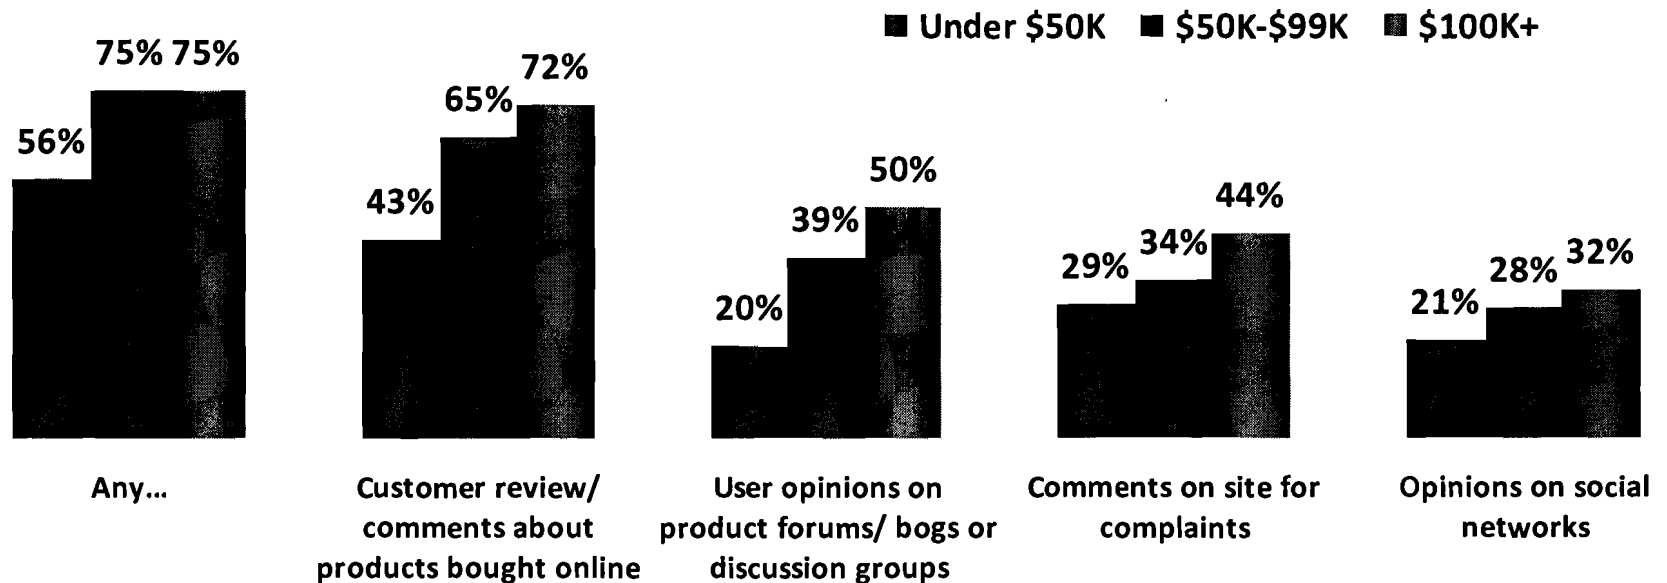 Under $50K $50K-$99K $100K+
75% 75%
56%
72%
65%
43%
50%
39%
20%
44%
34%
29%
32%
28%
21%
Any...
Customer review/
comments about
products bought online
User opinions on
product forums/ bogs or
discussion groups
Comments on site for
complaints
Opinions on social
networks